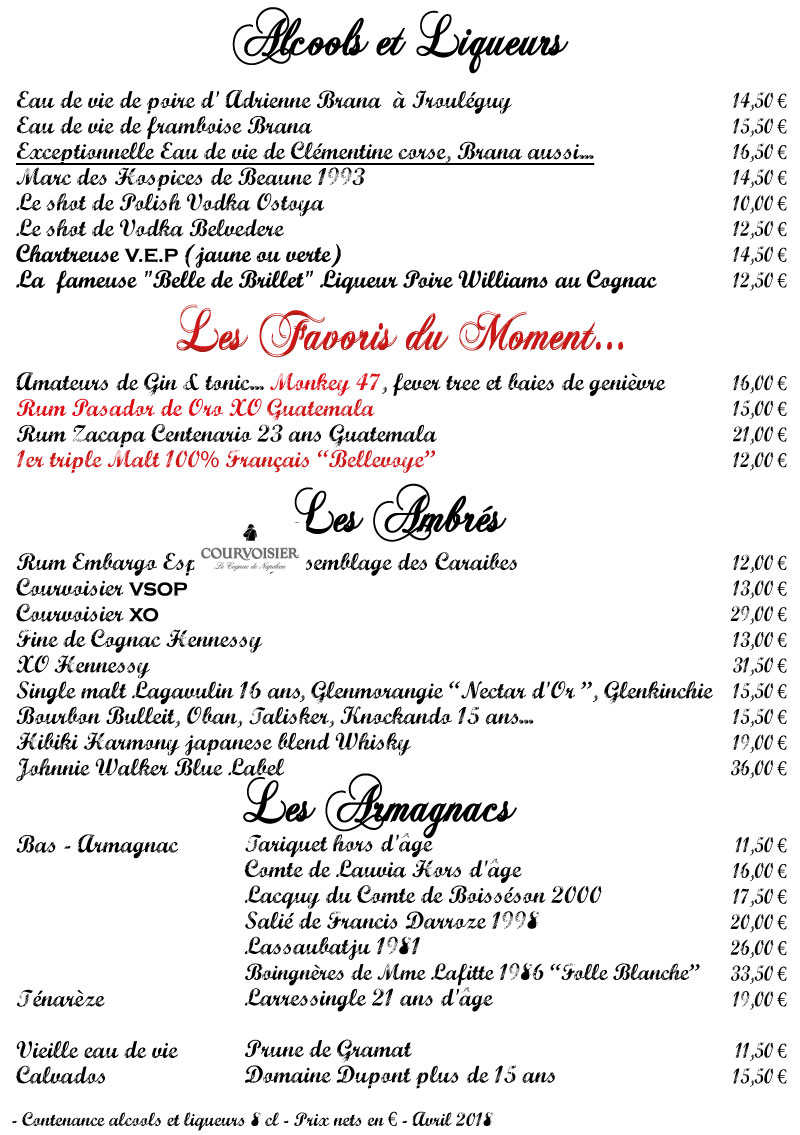 Alcools et Liqueurs
Eau de vie de poire d' Adrienne Brana à Irouléguy 14,50 €
Eau de vie de framboise Brana 15,50 €
Exceptionnelle Eau de vie de Clémentine corse, Brana aussi... 16,50 €
Marc des Hospices de Beaune 1993 14,50 €
Le shot de Polish Vodka Ostoya 10,00 €
Le shot de Vodka Belvedere 12,50 €
Chartreuse V.E.P (jaune ou verte) 14,50 €
La fameuse "Belle de Brillet" Liqueur Poire Williams au Cognac 12,50 €
Les Favoris du Moment...
Amateurs de Gin & tonic... Monkey 47, fever tree et baies de genièvre 16,00 €
Rum Pasador de Oro XO Guatemala 15,00 €
Rum Zacapa Centenario 23 ans Guatemala 21,00 €
1er triple Malt 100% Français “Bellevoye” 12,00 €
Les Ambrés
COURVOISIER
Le Cognac de Napoléon
Rum Embargo Esp semblage des Caraibes 12,00 €
Courvoisier VSOP 13,00 €
Courvoisier XO 29,00 €
Fine de Cognac Hennessy 13,00 €
XO Hennessy 31,50 €
Single malt Lagavulin 16 ans, Glenmorangie “Nectar d'Or ”, Glenkinchie 15,50 €
Bourbon Bulleit, Oban, Talisker, Knockando 15 ans... 15,50 €
Hibiki Harmony japanese blend Whisky 19,00 €
Johnnie Walker Blue Label 36,00 €
Les Armagnacs
Bas - Armagnac Tariquet hors d'âge 11,50 €
Comte de Lauvia Hors d'âge 16,00 €
Lacquy du Comte de Boisséson 2000 17,50 €
Salié de Francis Darroze 1998 20,00 €
Lassaubatju 1981 26,00 €
Boingnères de Mme Lafitte 1986 “Folle Blanche” 33,50 €
Ténarèze Larressingle 21 ans d'âge 19,00 €
Vieille eau de vie Prune de Gramat 11,50 €
Calvados Domaine Dupont plus de 15 ans 15,50 €
- Contenance alcools et liqueurs 8 cl - Prix nets en € - Avril 2018